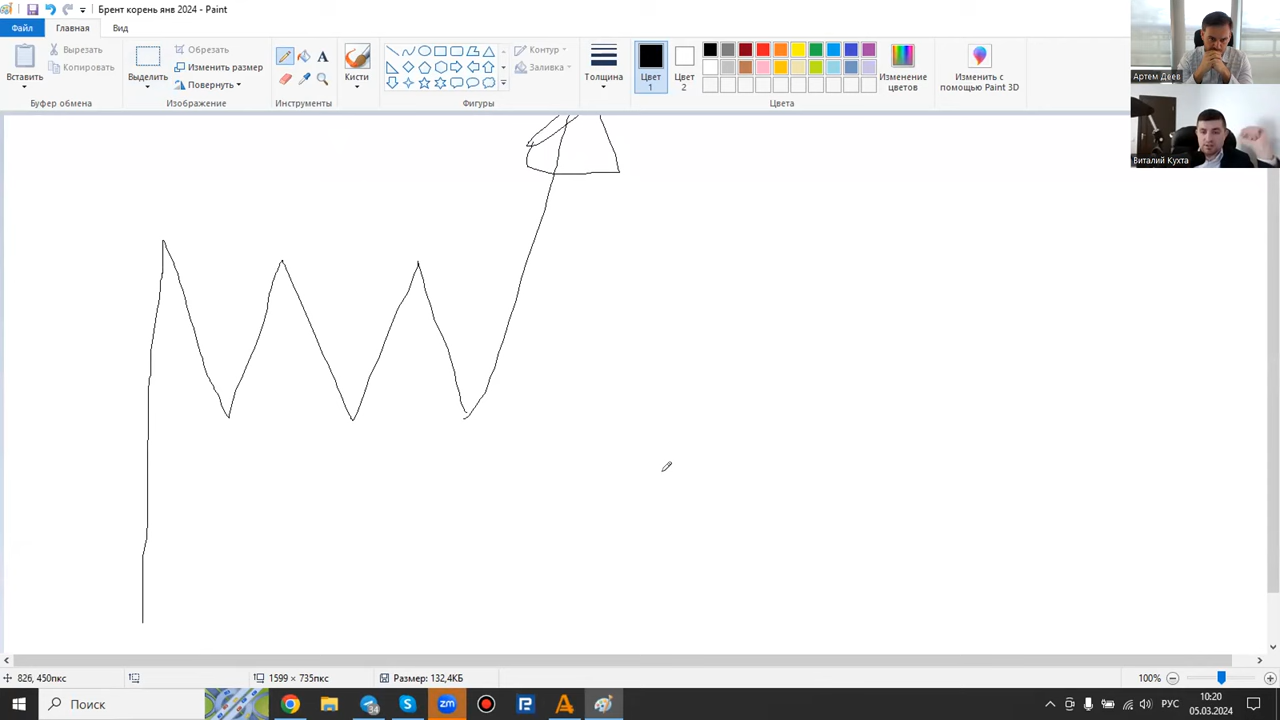 Брент корень янв 2024 - Paint
Файл
Главная
Вид
Вставить
Вырезать
Копировать
Буфер обмена
Выделить
Обрезать
Изменить размер
Повернуть
Изображение
Инструменты
Кисти
Контур
Заливка
Фигуры
Толщина
Цвет 1
Цвет 2
Изменение цветов
Цвета
Изменить с помощью Paint 3D
Артем Деев
Виталий Кухта
826, 450пкс
1599 × 735пкс
Размер: 132,4КБ
100%
Поиск
zm
РУС
10:20
05.03.2024